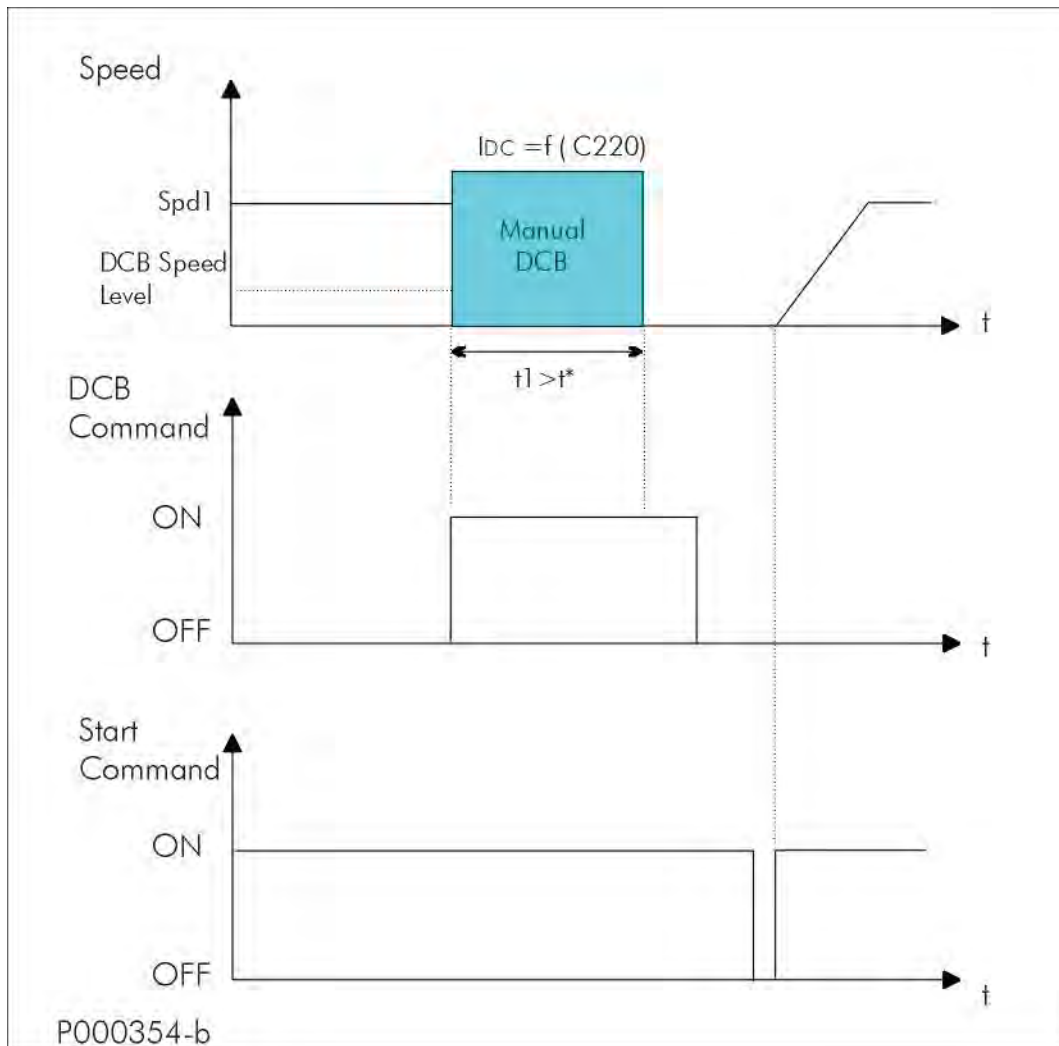 Speed
IDC =f ( C220)
Spd1
Manual
DCB
DCB Speed
Level
t
t1 >t*
DCB
Command
ON
OFF
t
Start
Command
ON
OFF
t
P000354-b